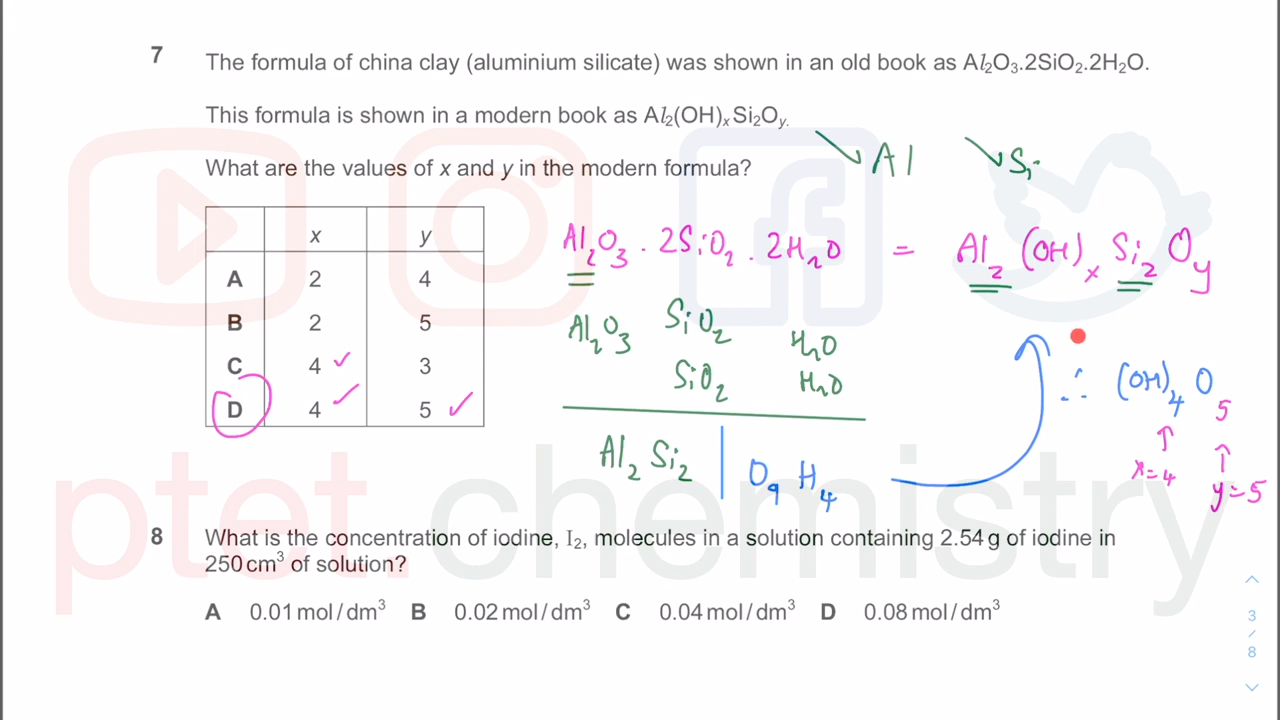 7 The formula of china clay (aluminium silicate) was shown in an old book as Al₂O₃.2SiO₂.2H₂O.
This formula is shown in a modern book as Al₂(OH)ₓSi₂Oᵧ.
What are the values of x and y in the modern formula?
Al Si
x y
A 2 4
B 2 5
C 4 ✓ 3
D 4 ✓ 5 ✓
Al₂O₃ . 2SiO₂ . 2H₂O = Al₂ (OH)ₓ Si₂ Oᵧ
Al₂O₃ SiO₂ H₂O
SiO₂ H₂O
∴ (OH)₄ O₅
↑ ↑
x=4 y=5
Al₂ Si₂ | O₉ H₄
ptet.chemistry
8 What is the concentration of iodine, I₂, molecules in a solution containing 2.54 g of iodine in
250 cm³ of solution?
A 0.01 mol / dm³ B 0.02 mol / dm³ C 0.04 mol / dm³ D 0.08 mol / dm³
3
/
8